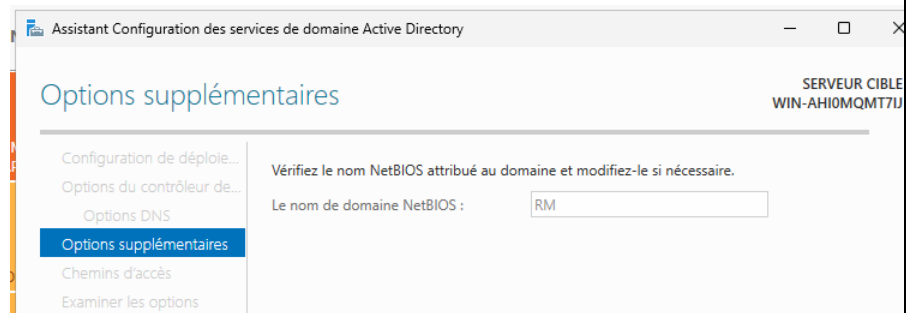 Assistant Configuration des services de domaine Active Directory
Options supplémentaires
SERVEUR CIBLE
WIN-AHI0MQMT7IJ
Configuration de déploie...
Options du contrôleur de...
Options DNS
Options supplémentaires
Chemins d'accès
Examiner les options
Vérifiez le nom NetBIOS attribué au domaine et modifiez-le si nécessaire.
Le nom de domaine NetBIOS : RM